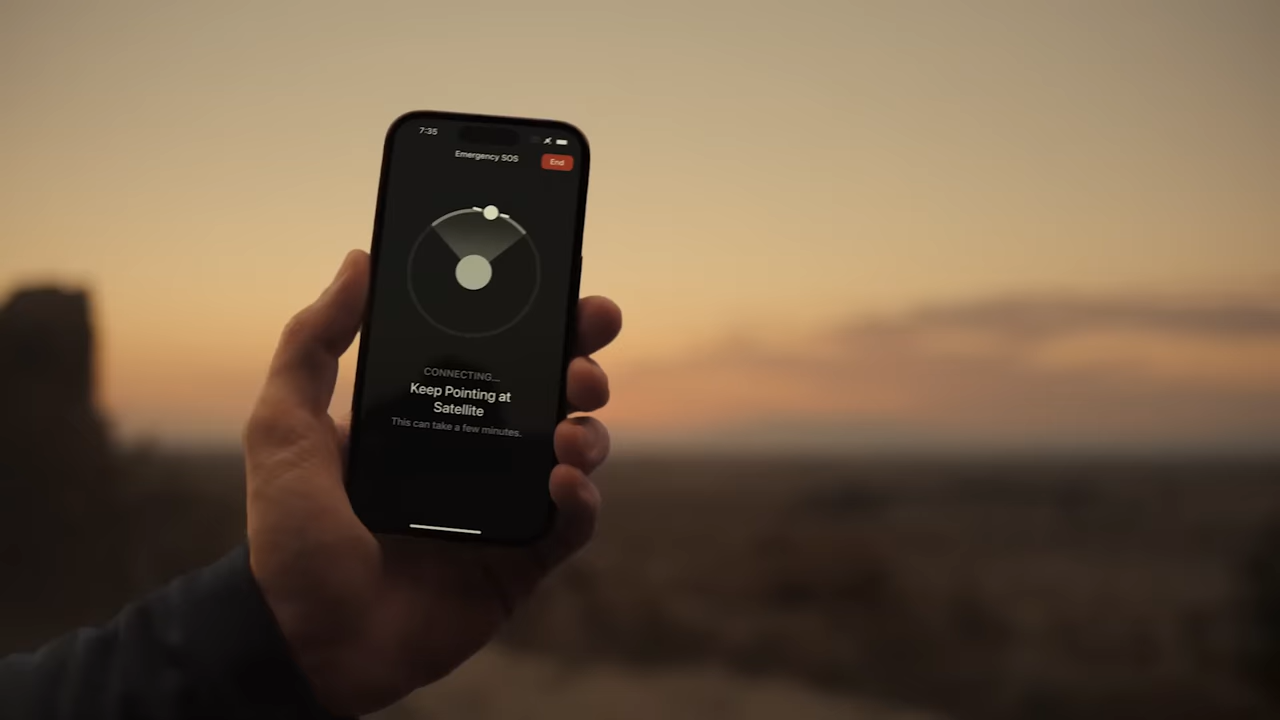 7:35
Emergency SOS
End
CONNECTING...
Keep Pointing at
Satellite
This can take a few minutes.